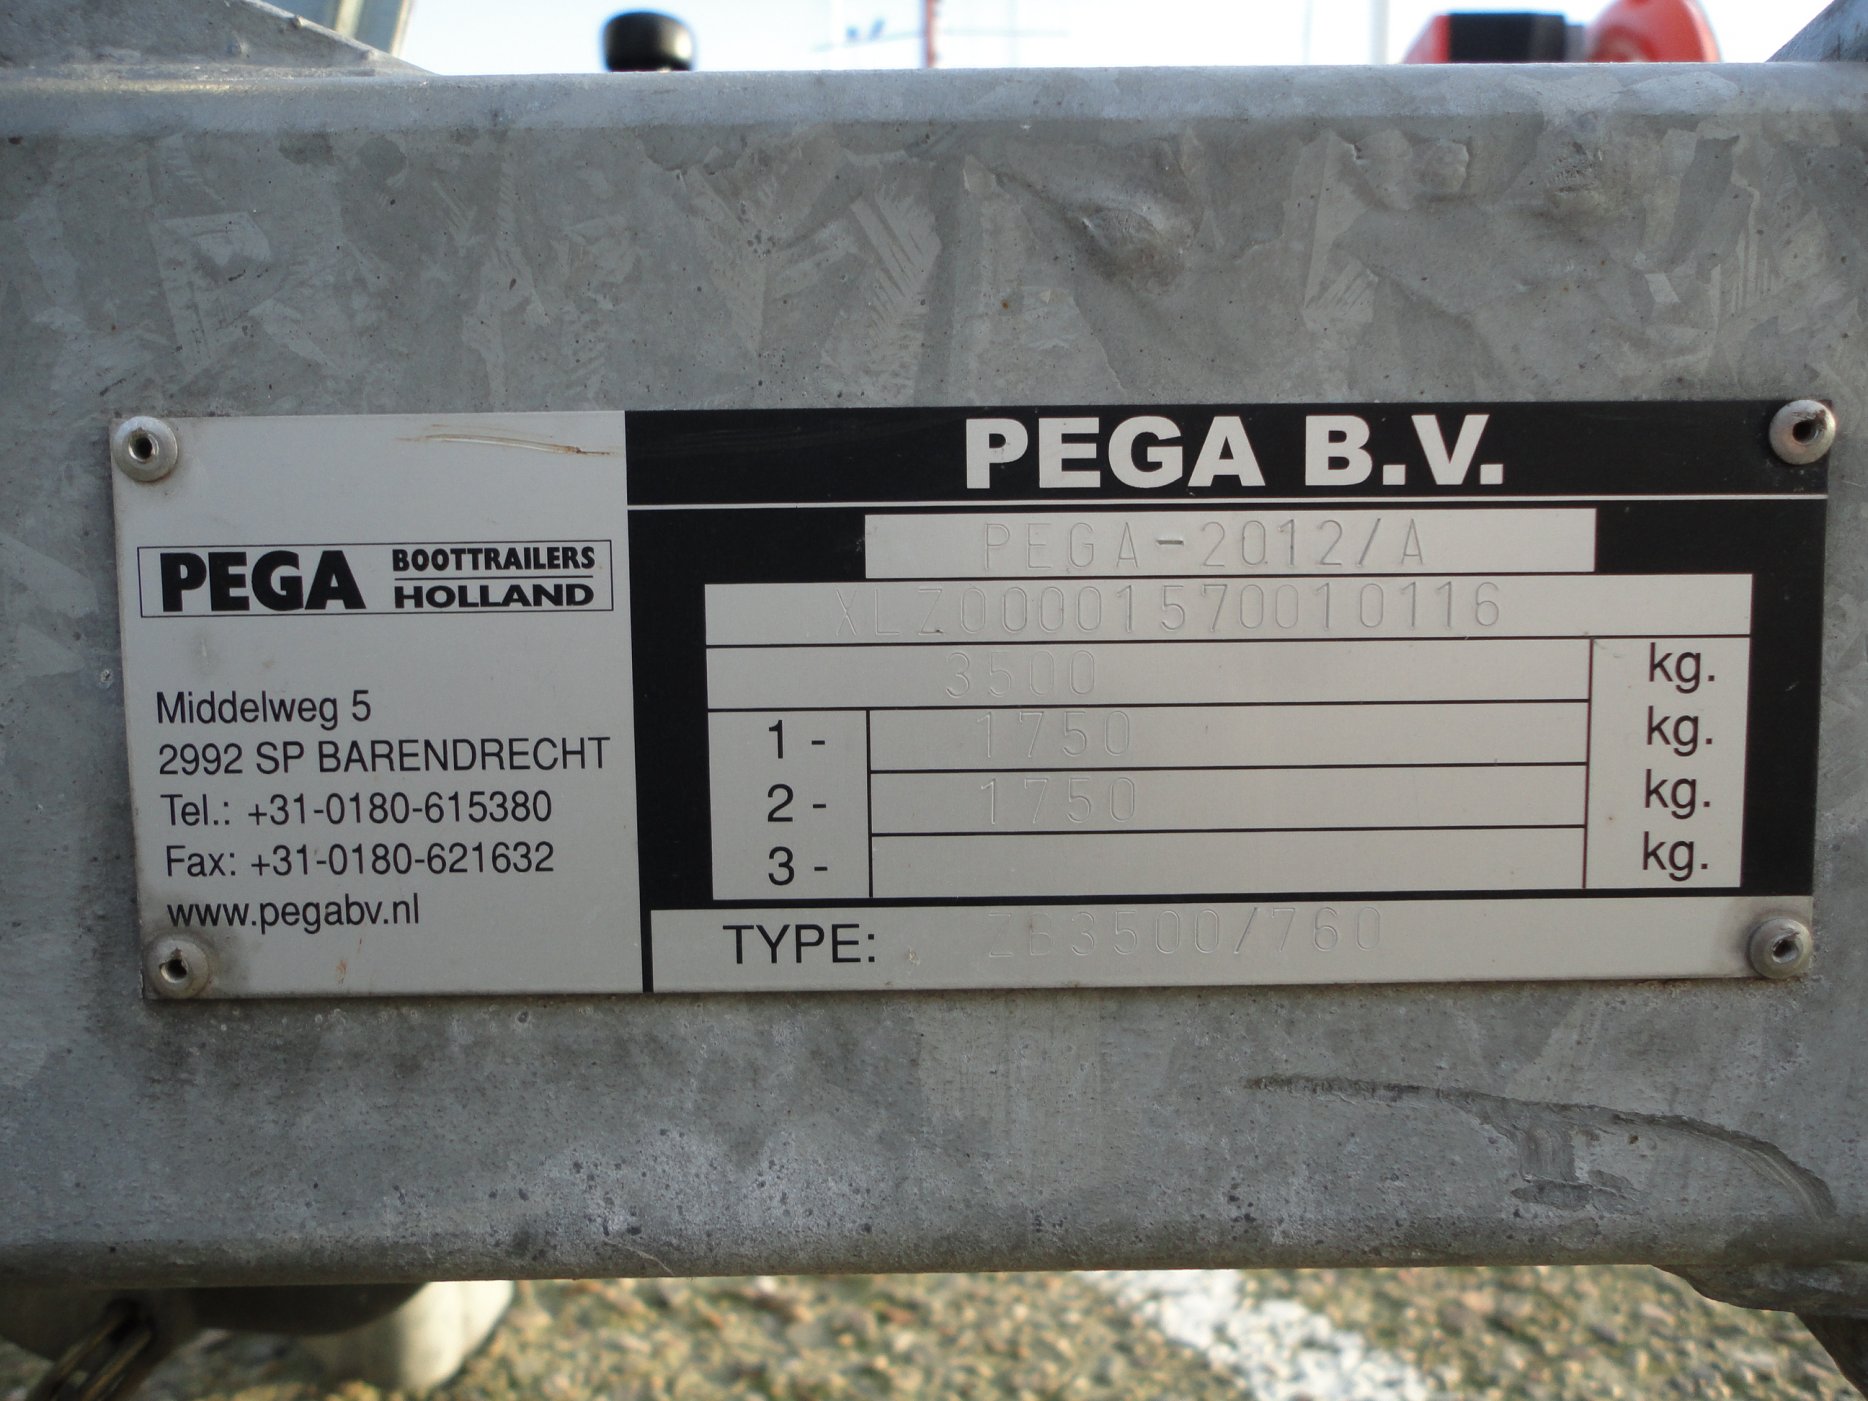 PEGA BOOTTRAILERS
HOLLAND
Middelweg 5
2992 SP BARENDRECHT
Tel.: +31-0180-615380
Fax: +31-0180-621632
www.pegabv.nl
PEGA B.V.
PEGA-2012/A
XLZ00001570010116
3500 kg.
1 - 1750 kg.
2 - 1750 kg.
3 - kg.
TYPE: ZB3500/760